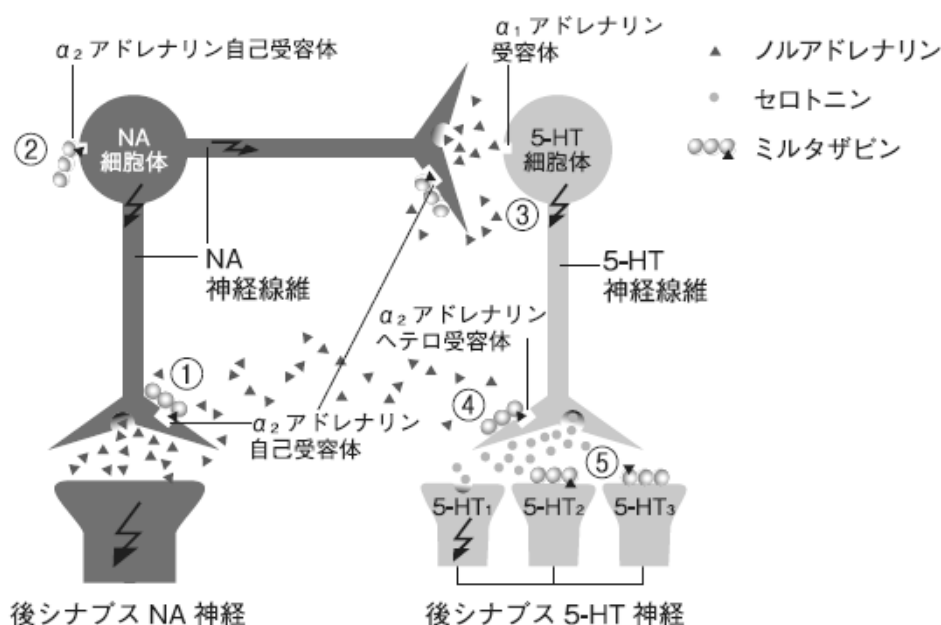 α₂アドレナリン自己受容体
α₁アドレナリン
受容体
▲ ノルアドレナリン
● セロトニン
ミルタザピン
②
NA
細胞体
5-HT
細胞体
③
NA
神経線維
5-HT
神経線維
α₂アドレナリン
ヘテロ受容体
①
④
α₂アドレナリン
自己受容体
⑤
5-HT₁
5-HT₂
5-HT₃
後シナプス NA 神経
後シナプス 5-HT 神経